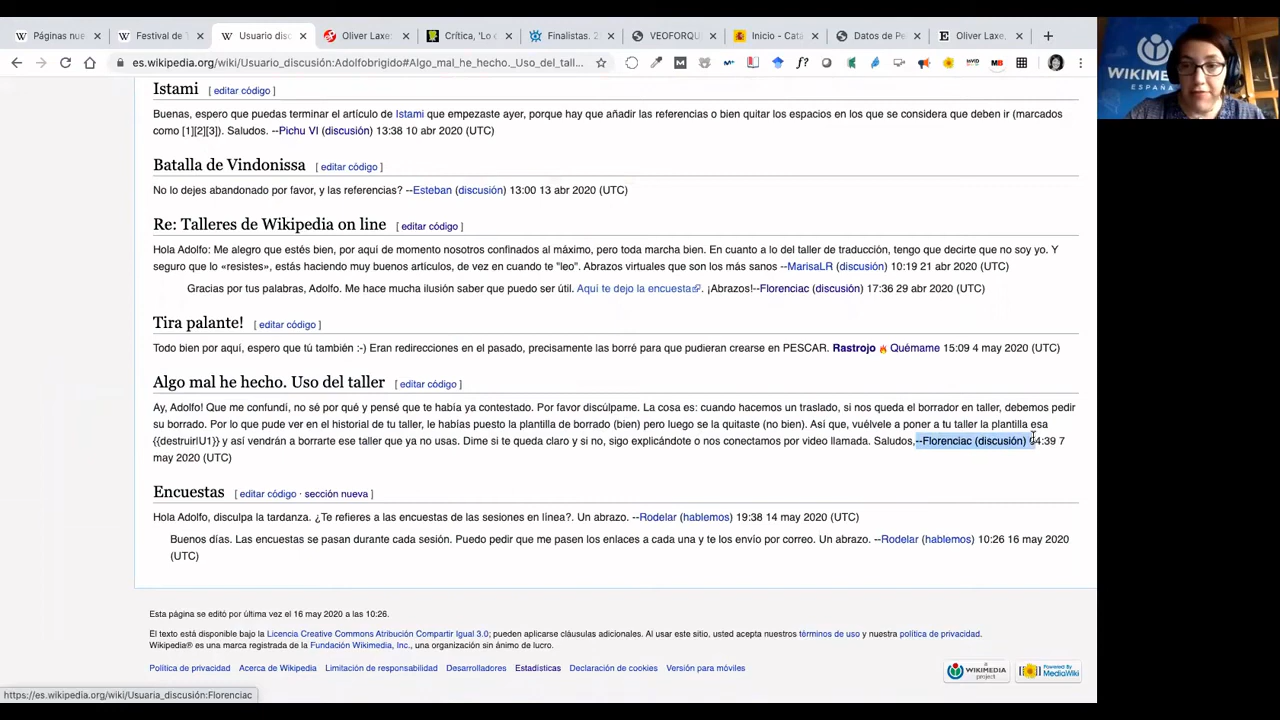 Páginas nue
Festival de T
Usuario disc
Oliver Laxe:
Crítica, 'Lo e
Finalistas. 2
VEOFORQU
Inicio - Cata
Datos de Pe
Oliver Laxe,
es.wikipedia.org/wiki/Usuario_discusión:Adolfobrigido#Algo_mal_he_hecho._Uso_del_tall...
WIKIMEDIA
ESPAÑA
Istami [ editar código ]
Buenas, espero que puedas terminar el artículo de Istami que empezaste ayer, porque hay que añadir las referencias o bien quitar los espacios en los que se considera que deben ir (marcados
como [1][2][3]). Saludos. --Pichu VI (discusión) 13:38 10 abr 2020 (UTC)
Batalla de Vindonissa [ editar código ]
No lo dejes abandonado por favor, y las referencias? --Esteban (discusión) 13:00 13 abr 2020 (UTC)
Re: Talleres de Wikipedia on line [ editar código ]
Hola Adolfo: Me alegro que estés bien, por aquí de momento nosotros confinados al máximo, pero toda marcha bien. En cuanto a lo del taller de traducción, tengo que decirte que no soy yo. Y
seguro que lo «resistes», estás haciendo muy buenos artículos, de vez en cuando te "leo". Abrazos virtuales que son los más sanos --MarisaLR (discusión) 10:19 21 abr 2020 (UTC)
Gracias por tus palabras, Adolfo. Me hace mucha ilusión saber que puedo ser útil. Aquí te dejo la encuesta. ¡Abrazos!--Florenciac (discusión) 17:36 29 abr 2020 (UTC)
Tira palante! [ editar código ]
Todo bien por aquí, espero que tú también :-) Eran redirecciones en el pasado, precisamente las borré para que pudieran crearse en PESCAR. Rastrojo 🔥 Quémame 15:09 4 may 2020 (UTC)
Algo mal he hecho. Uso del taller [ editar código ]
Ay, Adolfo! Que me confundí, no sé por qué y pensé que te había ya contestado. Por favor discúlpame. La cosa es: cuando hacemos un traslado, si nos queda el borrador en taller, debemos pedir
su borrado. Por lo que pude ver en el historial de tu taller, le habías puesto la plantilla de borrado (bien) pero luego se la quitaste (no bien). Así que, vuélvele a poner a tu taller la plantilla esa
{{destruir|U1}} y así vendrán a borrarte ese taller que ya no usas. Dime si te queda claro y si no, sigo explicándote o nos conectamos por video llamada. Saludos,--Florenciac (discusión) 04:39 7
may 2020 (UTC)
Encuestas [ editar código · sección nueva ]
Hola Adolfo, disculpa la tardanza. ¿Te refieres a las encuestas de las sesiones en línea?. Un abrazo. --Rodelar (hablemos) 19:38 14 may 2020 (UTC)
Buenos días. Las encuestas se pasan durante cada sesión. Puedo pedir que me pasen los enlaces a cada una y te los envío por correo. Un abrazo. --Rodelar (hablemos) 10:26 16 may 2020
(UTC)
Esta página se editó por última vez el 16 may 2020 a las 10:26.
El texto está disponible bajo la Licencia Creative Commons Atribución Compartir Igual 3.0; pueden aplicarse cláusulas adicionales. Al usar este sitio, usted acepta nuestros términos de uso y nuestra política de privacidad.
Wikipedia® es una marca registrada de la Fundación Wikimedia, Inc., una organización sin ánimo de lucro.
Política de privacidad Acerca de Wikipedia Limitación de responsabilidad Desarrolladores Estadísticas Declaración de cookies Versión para móviles
a WIKIMEDIA project
Powered By MediaWiki
https://es.wikipedia.org/wiki/Usuaria_discusión:Florenciac